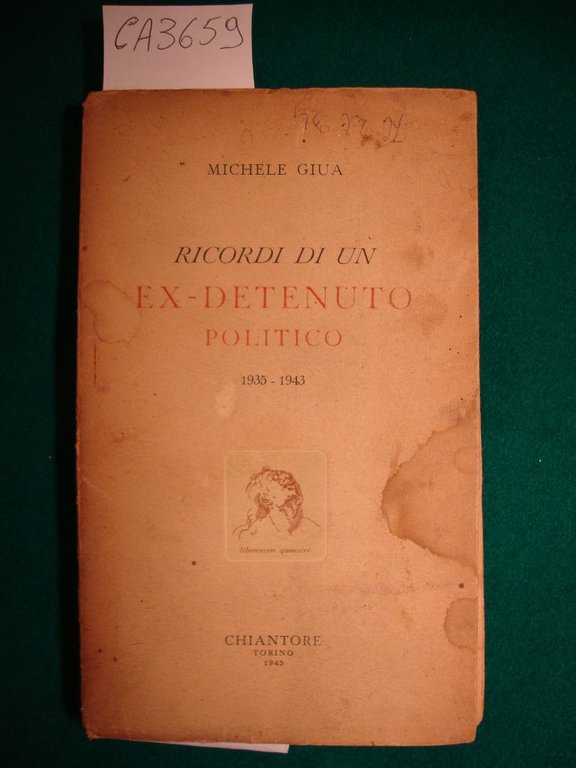 CA3659
MICHELE GIUA
RICORDI DI UN
EX-DETENUTO
POLITICO
1935 - 1943
libertatem quaesivi
CHIANTORE
TORINO
1945